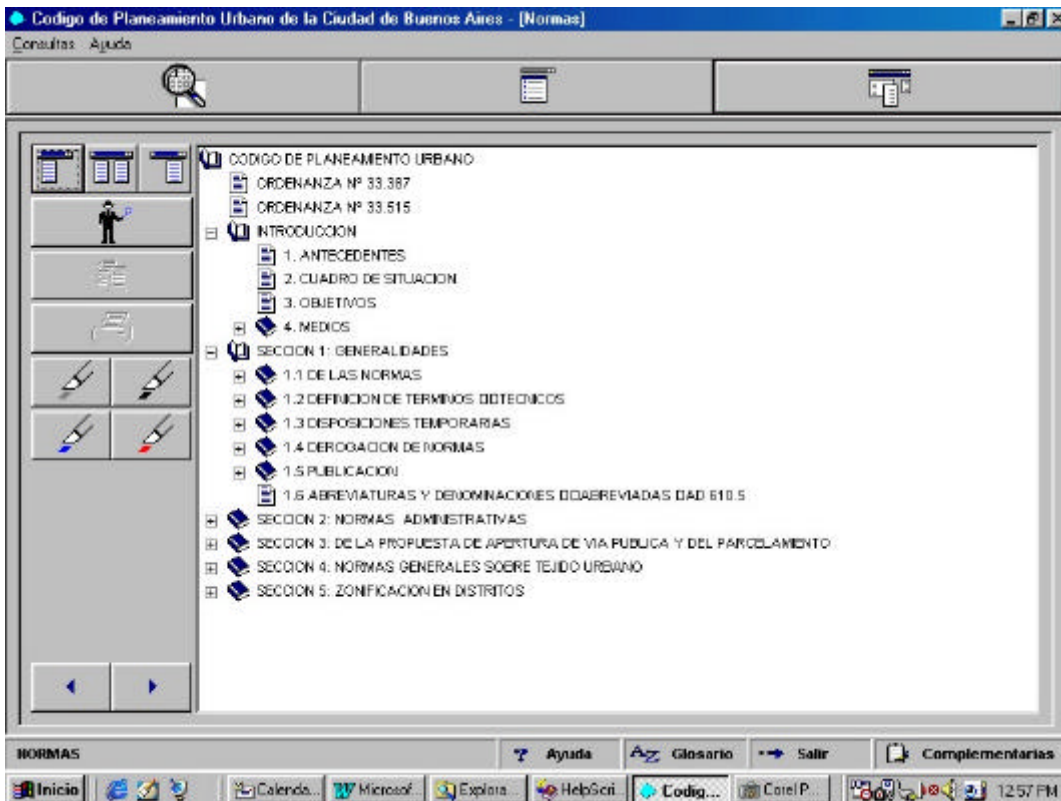 Codigo de Planeamiento Urbano de la Ciudad de Buenos Aires - [Normas]
Consultas Ayuda
CODIGO DE PLANEAMIENTO URBANO
ORDENANZA Nº 33.387
ORDENANZA Nº 33.515
INTRODUCCION
1. ANTECEDENTES
2. CUADRO DE SITUACION
3. OBJETIVOS
4. MEDIOS
SECCION 1: GENERALIDADES
1.1 DE LAS NORMAS
1.2 DEFINICION DE TERMINOS
1.3 DISPOSICIONES TEMPORARIAS
1.4 DEROGACION DE NORMAS
1.5 PUBLICACION
1.6 ABREVIATURAS Y DENOMINACIONES DAD 610.5
SECCION 2: NORMAS ADMINISTRATIVAS
SECCION 3: DE LA PROPUESTA DE APERTURA DE VIA PUBLICA Y DEL PARCELAMIENTO
SECCION 4: NORMAS GENERALES SOBRE TEJIDO URBANO
SECCION 5: ZONIFICACION EN DISTRITOS
NORMAS ? Ayuda AZ Glosario Salir Complementarias
Inicio Calenda... Microsof... Explora... HelpScri... Codig... Corel P... 12:57 PM